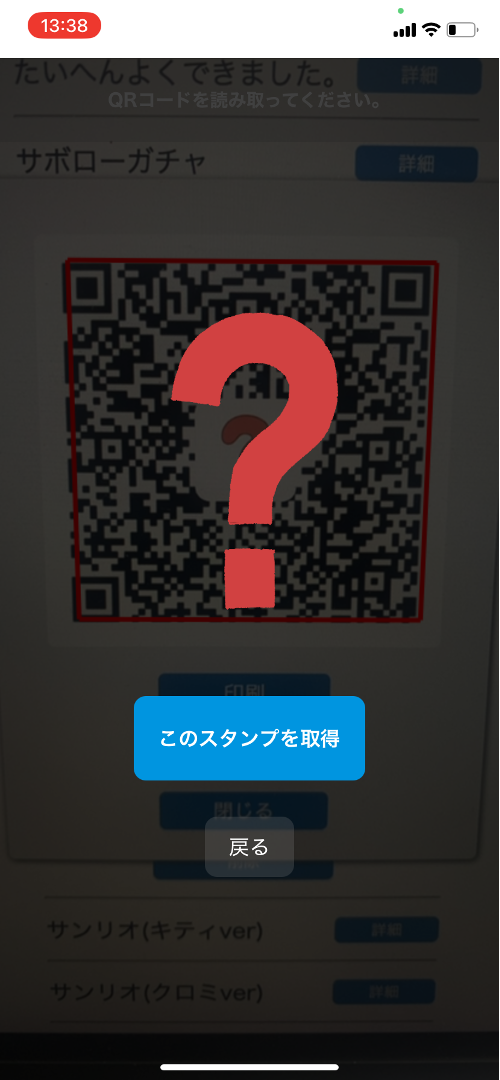 13:38
たいへんよくできました。
詳細
QRコードを読み取ってください。
サボローガチャ
詳細
印刷
このスタンプを取得
閉じる
戻る
サンリオ(キティver)
詳細
サンリオ(クロミver)
詳細